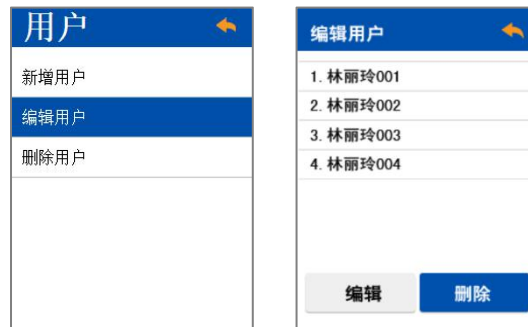 用户
新增用户
编辑用户
删除用户
编辑用户
1. 林丽玲001
2. 林丽玲002
3. 林丽玲003
4. 林丽玲004
编辑
删除